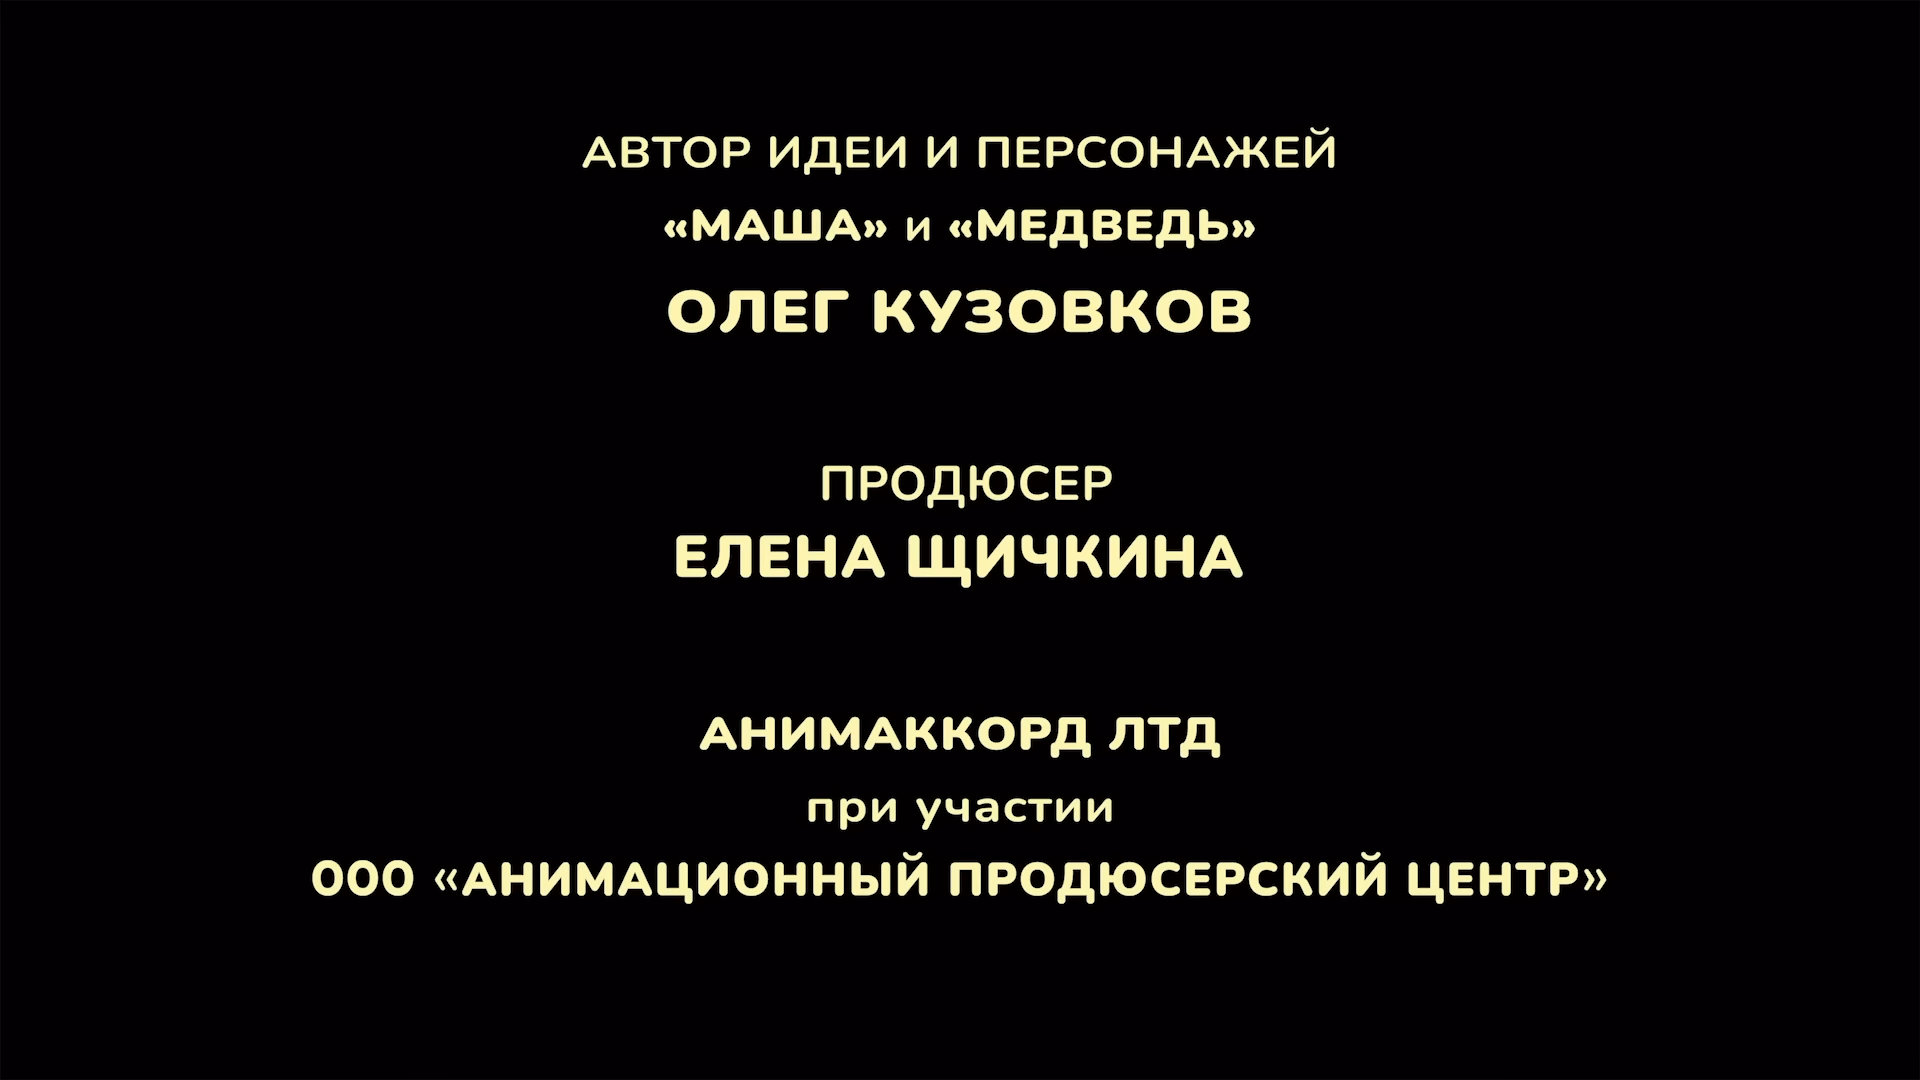 АВТОР ИДЕИ И ПЕРСОНАЖЕЙ
«МАША» и «МЕДВЕДЬ»
ОЛЕГ КУЗОВКОВ
ПРОДЮСЕР
ЕЛЕНА ЩИЧКИНА
АНИМАККОРД ЛТД
при участии
ООО «АНИМАЦИОННЫЙ ПРОДЮСЕРСКИЙ ЦЕНТР»